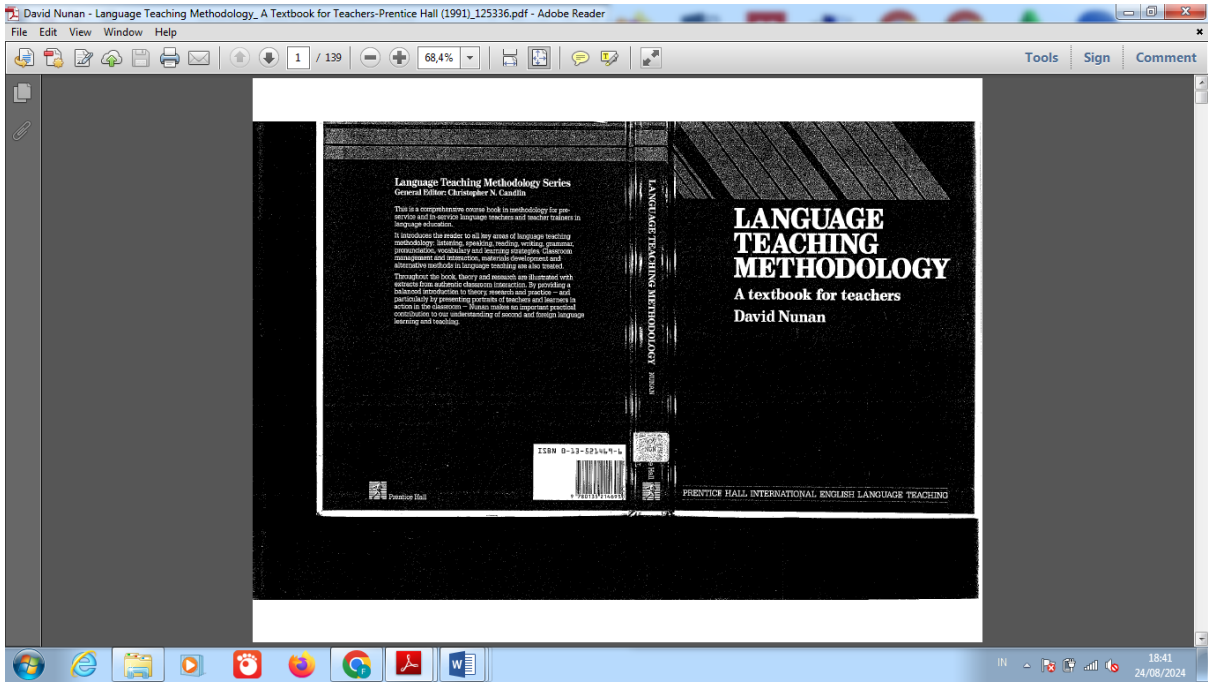 David Nunan - Language Teaching Methodology_ A Textbook for Teachers-Prentice Hall (1991)_125336.pdf - Adobe Reader
File Edit View Window Help
1 / 139 68,4% Tools Sign Comment
Language Teaching Methodology Series
General Editor: Christopher N. Candlin
This is a comprehensive course book in methodology for pre-
service and in-service language teachers and teacher trainers in
language education.
It introduces the reader to all key areas of language teaching
methodology: listening, speaking, reading, writing, grammar,
pronunciation, vocabulary and learning strategies. Classroom
management and interaction, materials development and
alternative methods in language teaching are also treated.
Throughout the book, theory and research are illustrated with
extracts from authentic classroom interaction. By providing a
balanced introduction to theory, research and practice – and
particularly by presenting portraits of teachers and learners in
action in the classroom – Nunan makes an important practical
contribution to our understanding of second and foreign language
learning and teaching.
ISBN 0-13-521469-6
9 780135 214695
Prentice Hall
LANGUAGE TEACHING METHODOLOGY NUNAN
LANGUAGE
TEACHING
METHODOLOGY
A textbook for teachers
David Nunan
PRENTICE HALL INTERNATIONAL ENGLISH LANGUAGE TEACHING
IN
18:41
24/08/2024